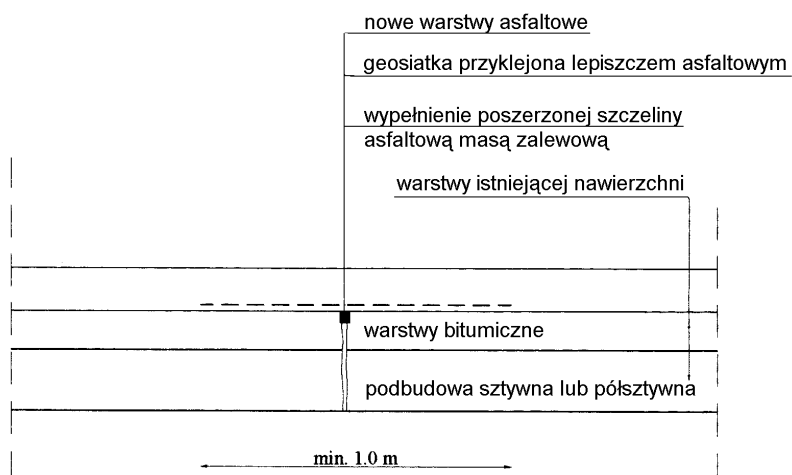 nowe warstwy asfaltowe
geosiatka przyklejona lepiszczem asfaltowym
wypełnienie poszerzonej szczeliny
asfaltową masą zalewową
warstwy istniejącej nawierzchni
warstwy bitumiczne
podbudowa sztywna lub półsztywna
min. 1.0 m